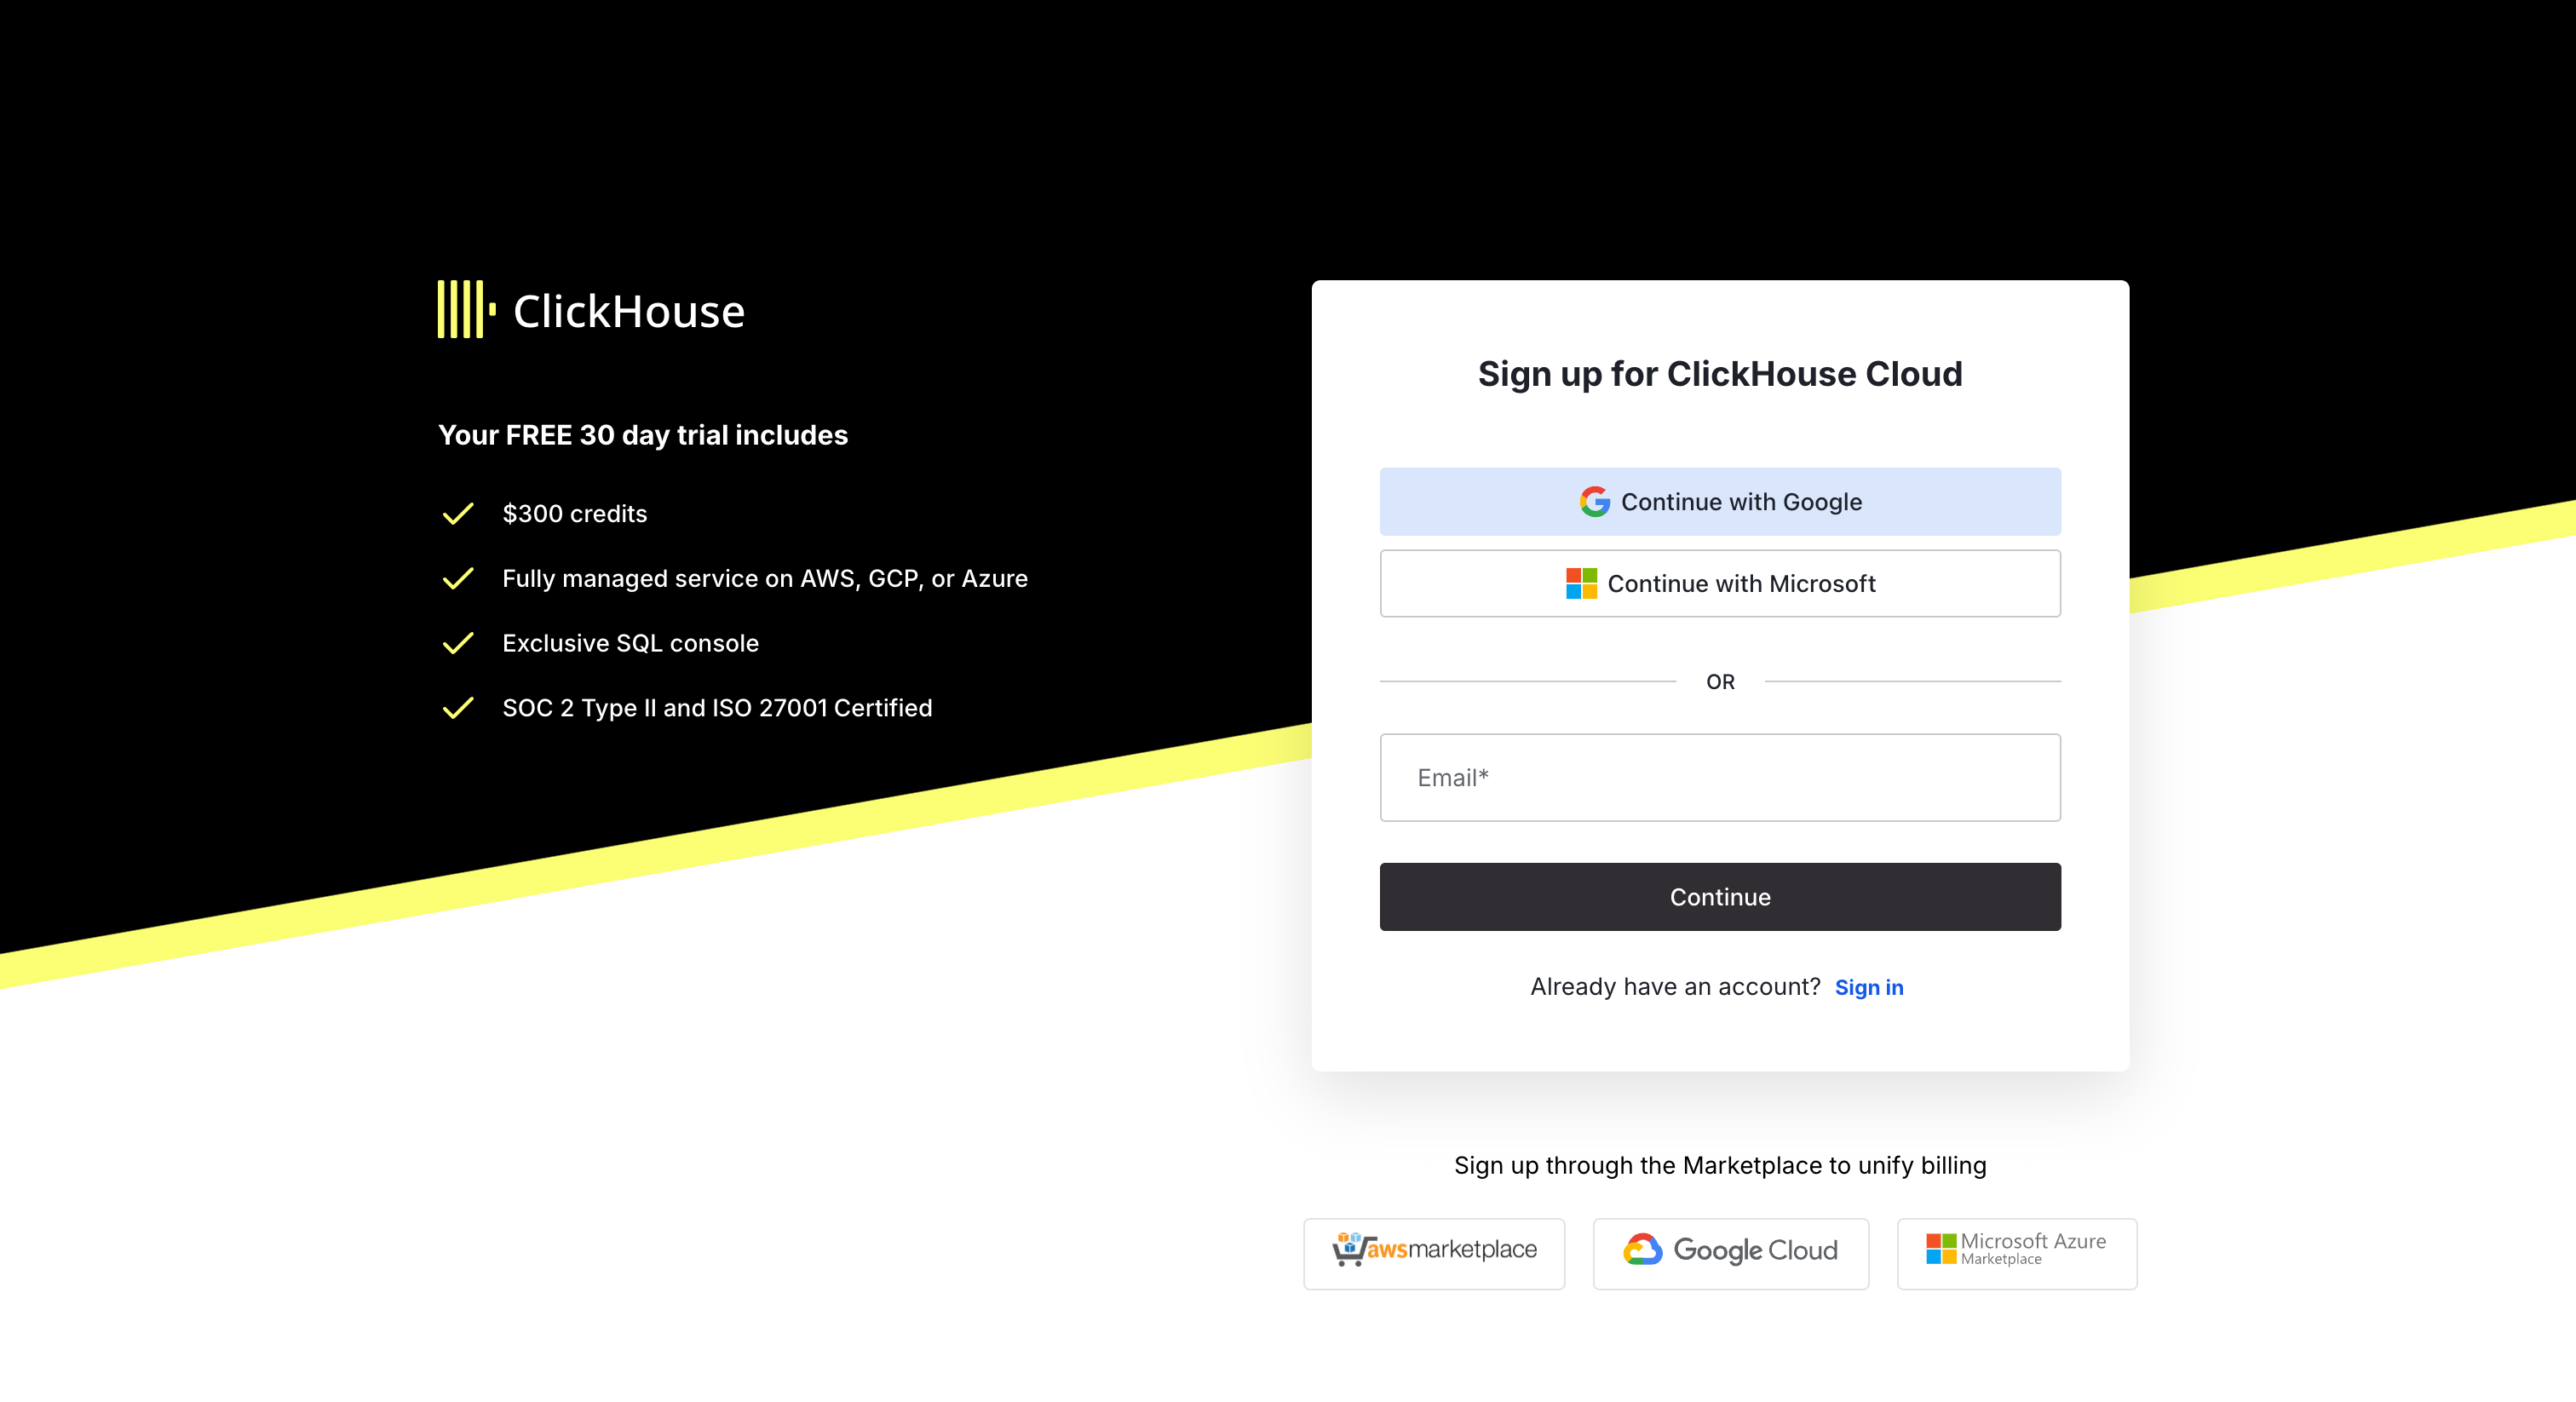 ClickHouse
Your FREE 30 day trial includes
$300 credits
Fully managed service on AWS, GCP, or Azure
Exclusive SQL console
SOC 2 Type II and ISO 27001 Certified
Sign up for ClickHouse Cloud
Continue with Google
Continue with Microsoft
OR
Email*
Continue
Already have an account? Sign in
Sign up through the Marketplace to unify billing
awsmarketplace
Google Cloud
Microsoft Azure
Marketplace